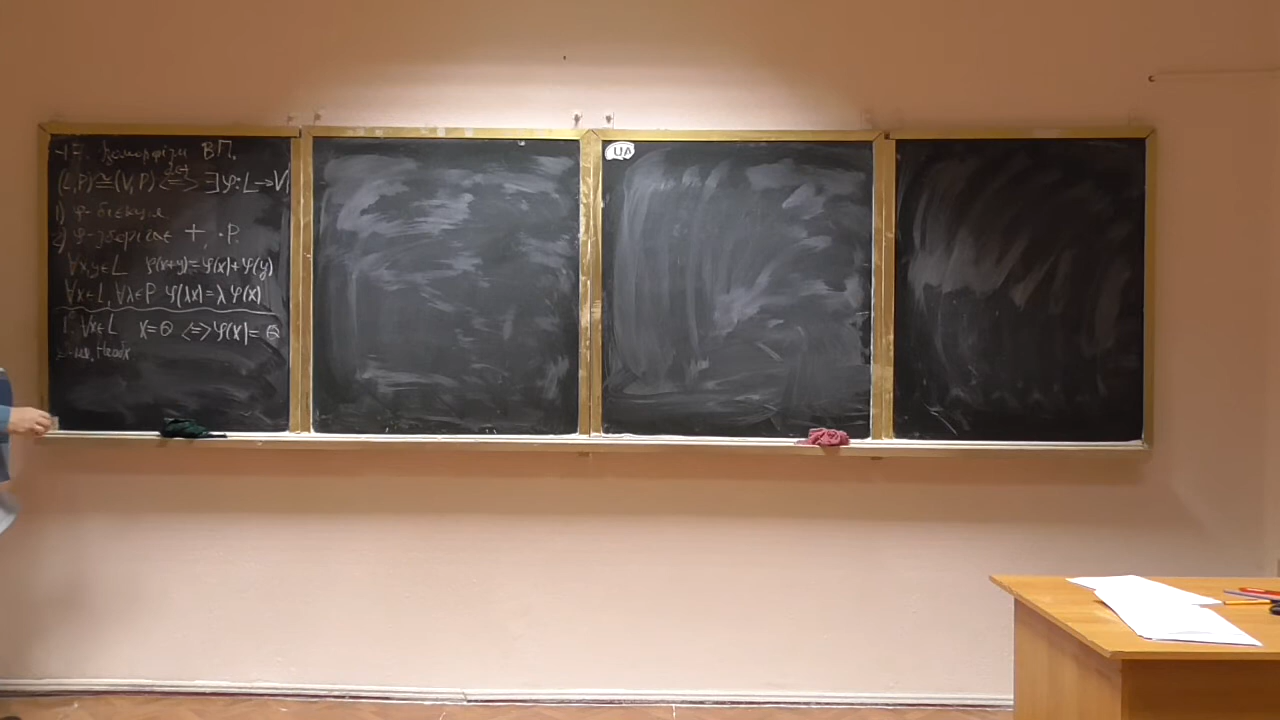 Ізоморфізм ВП.
(L,P)≅(V,P) ⟺ ∃φ:L→V
1) φ-бієкція
2) φ-зберігає +, ·P.
∀x,y∈L φ(x+y)=φ(x)+φ(y)
∀x∈L, ∀λ∈P φ(λx)=λφ(x)
1° ∀x∈L x=Θ ⟺ φ(x)=Θ
Необх
UA